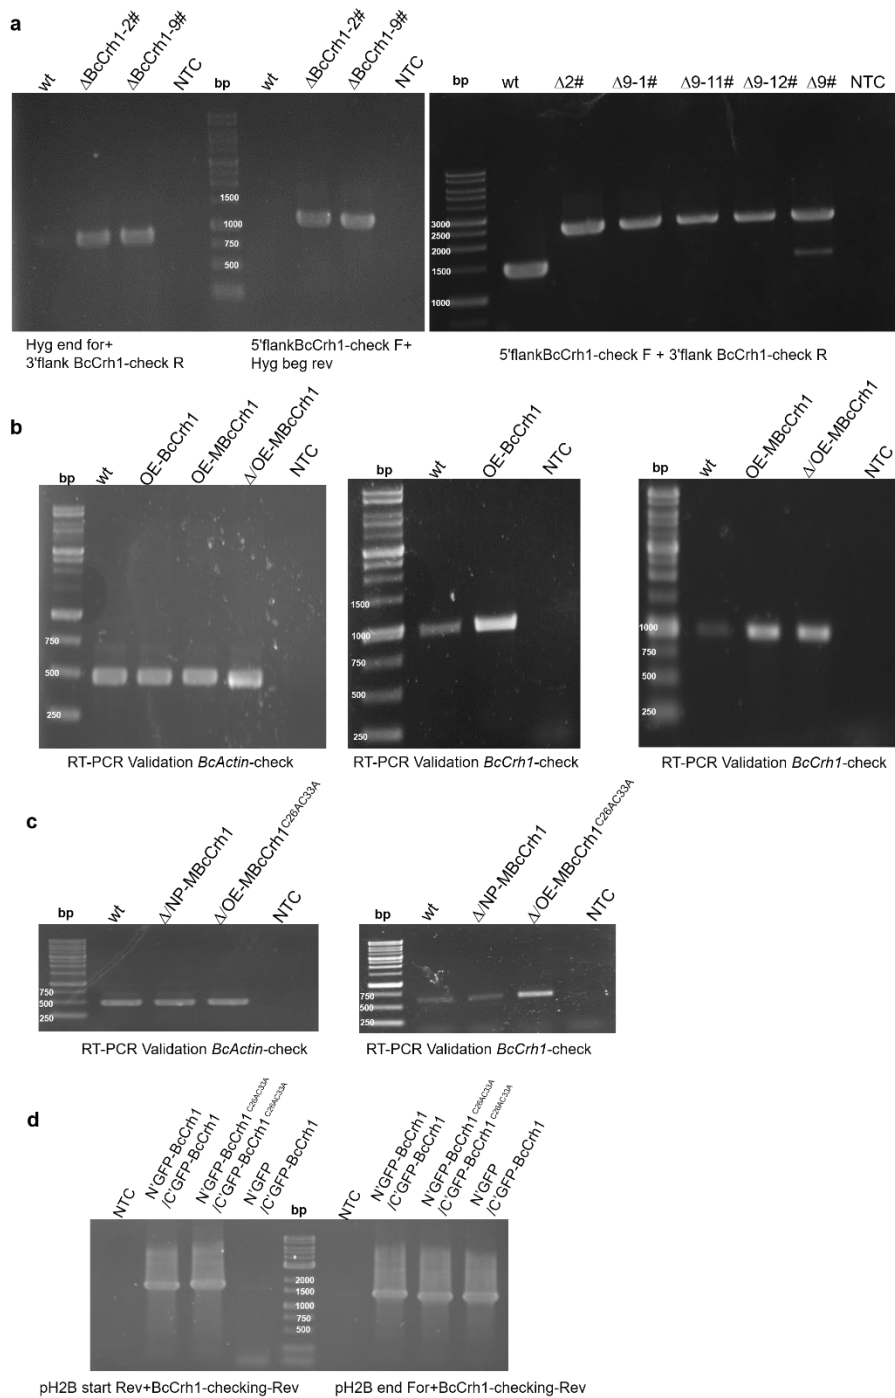 a
wt ΔBcCrh1-2# ΔBcCrh1-9# NTC bp wt ΔBcCrh1-2# ΔBcCrh1-9# NTC
1500
1000
750
500
Hyg end for+
3'flank BcCrh1-check R
5'flankBcCrh1-check F+
Hyg beg rev
bp wt Δ2# Δ9-1# Δ9-11# Δ9-12# Δ9# NTC
3000
2500
2000
1500
1000
5'flankBcCrh1-check F + 3'flank BcCrh1-check R
b
bp wt OE-BcCrh1 OE-MBcCrh1 Δ/OE-MBcCrh1 NTC
750
500
250
RT-PCR Validation BcActin-check
bp wt OE-BcCrh1 NTC
1500
1000
750
500
250
RT-PCR Validation BcCrh1-check
bp wt OE-MBcCrh1 Δ/OE-MBcCrh1 NTC
1000
750
500
250
RT-PCR Validation BcCrh1-check
c
bp wt Δ/NP-MBcCrh1 Δ/OE-MBcCrh1C26AC33A NTC
750
500
250
RT-PCR Validation BcActin-check
bp wt Δ/NP-MBcCrh1 Δ/OE-MBcCrh1C26AC33A NTC
750
500
250
RT-PCR Validation BcCrh1-check
d
NTC
N'GFP-BcCrh1
/C'GFP-BcCrh1
N'GFP-BcCrh1C26AC33A
/C'GFP-BcCrh1C26AC33A
N'GFP
/C'GFP-BcCrh1
bp
2000
1500
1000
750
500
NTC
N'GFP-BcCrh1
/C'GFP-BcCrh1
N'GFP-BcCrh1C26AC33A
/C'GFP-BcCrh1C26AC33A
N'GFP
/C'GFP-BcCrh1
pH2B start Rev+BcCrh1-checking-Rev
pH2B end For+BcCrh1-checking-Rev